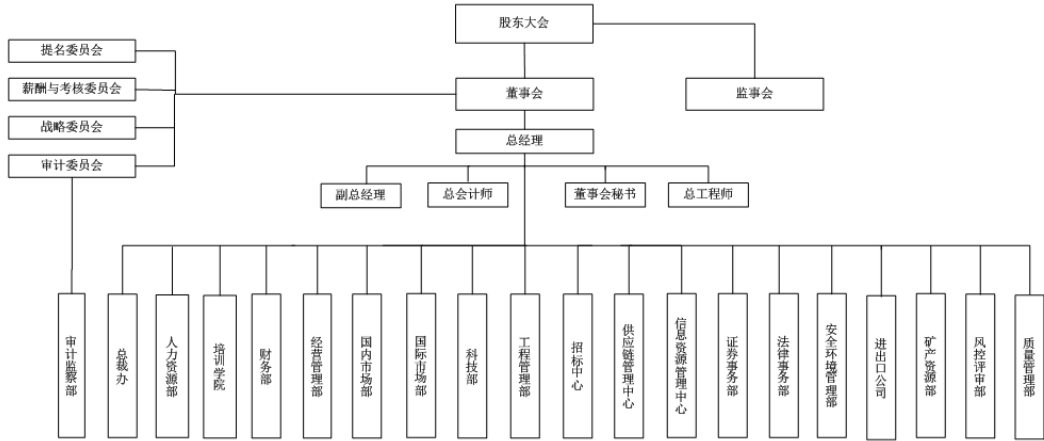 股东大会
提名委员会
薪酬与考核委员会
董事会
监事会
战略委员会
总经理
审计委员会
副总经理
总会计师
董事会秘书
总工程师
审计监察部
总裁办
人力资源部
培训学院
财务部
经营管理部
国内市场部
国际市场部
科技部
工程管理部
招标中心
供应链管理中心
信息资源管理中心
证券事务部
法律事务部
安全环境管理部
进出口公司
矿产资源部
风控评审部
质量管理部